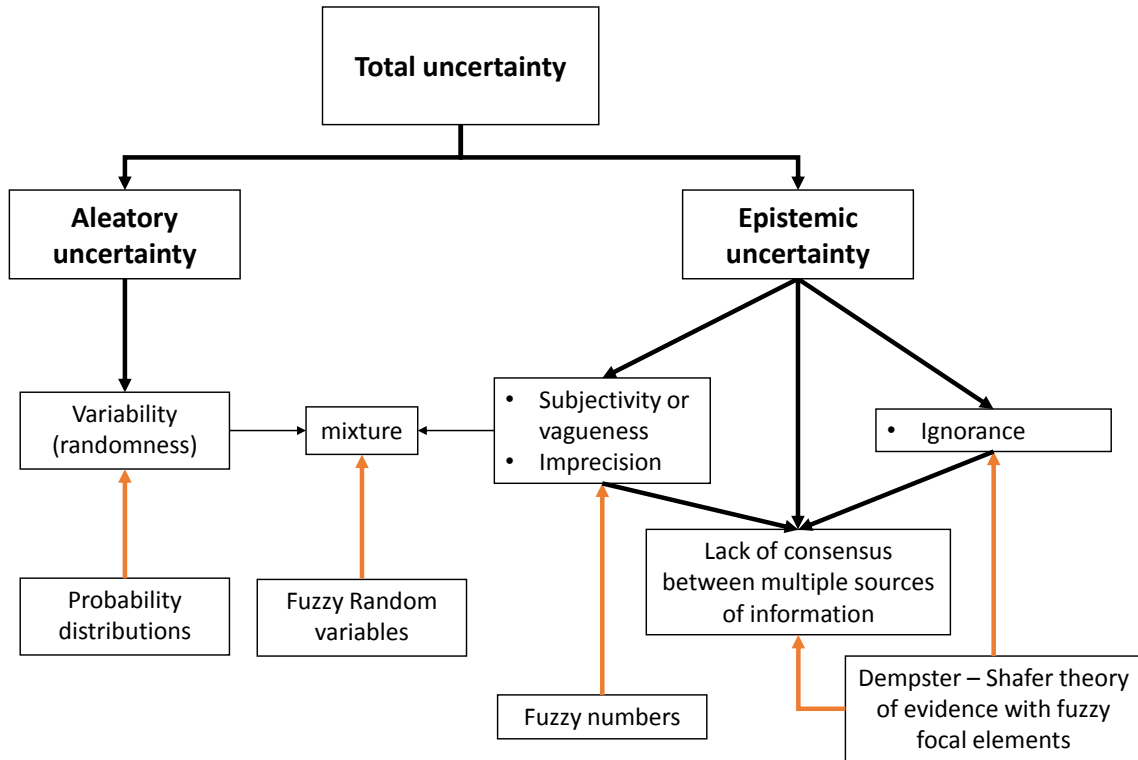 Total uncertainty
Aleatory
uncertainty
Epistemic
uncertainty
Variability
(randomness)
mixture
• Subjectivity or
vagueness
• Imprecision
• Ignorance
Lack of consensus
between multiple sources
of information
Probability
distributions
Fuzzy Random
variables
Fuzzy numbers
Dempster – Shafer theory
of evidence with fuzzy
focal elements